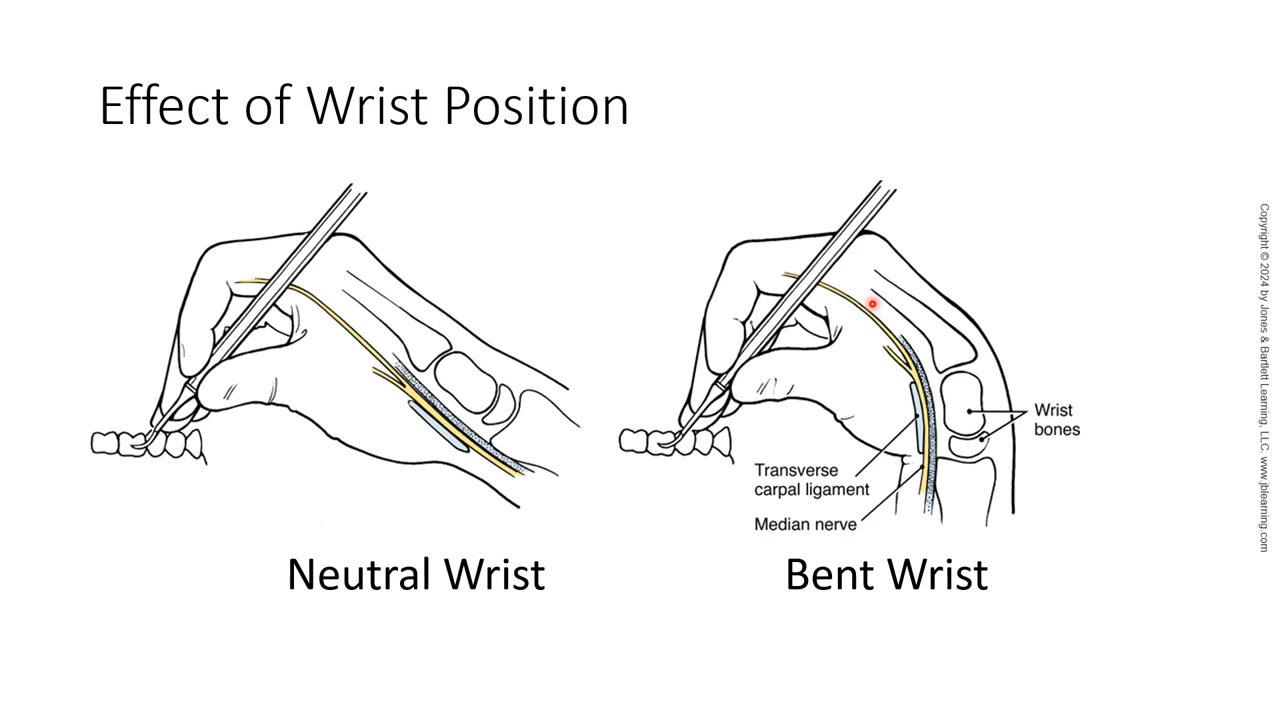 Effect of Wrist Position
Wrist
bones
Transverse
carpal ligament
Median nerve
Neutral Wrist
Bent Wrist
Copyright © 2024 by Jones & Bartlett Learning, LLC. www.jblearning.com